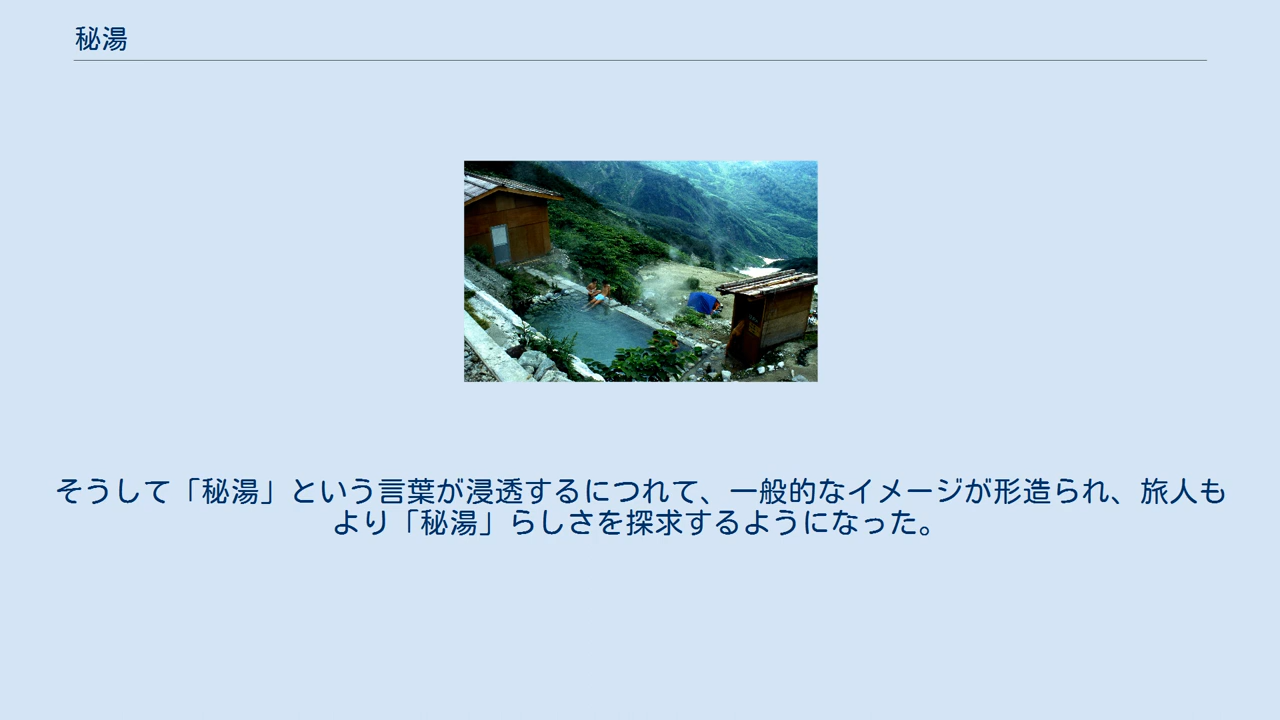 秘湯
そうして「秘湯」という言葉が浸透するにつれて、一般的なイメージが形造られ、旅人も
より「秘湯」らしさを探求するようになった。